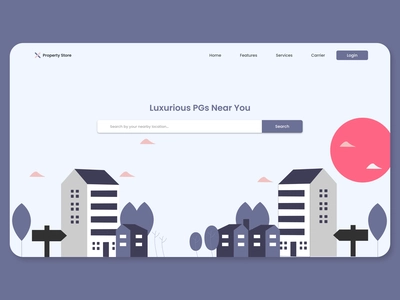 Property Store
Home Features Services Carrier Login
Luxurious PGs Near You
Search by your nearby location... Search